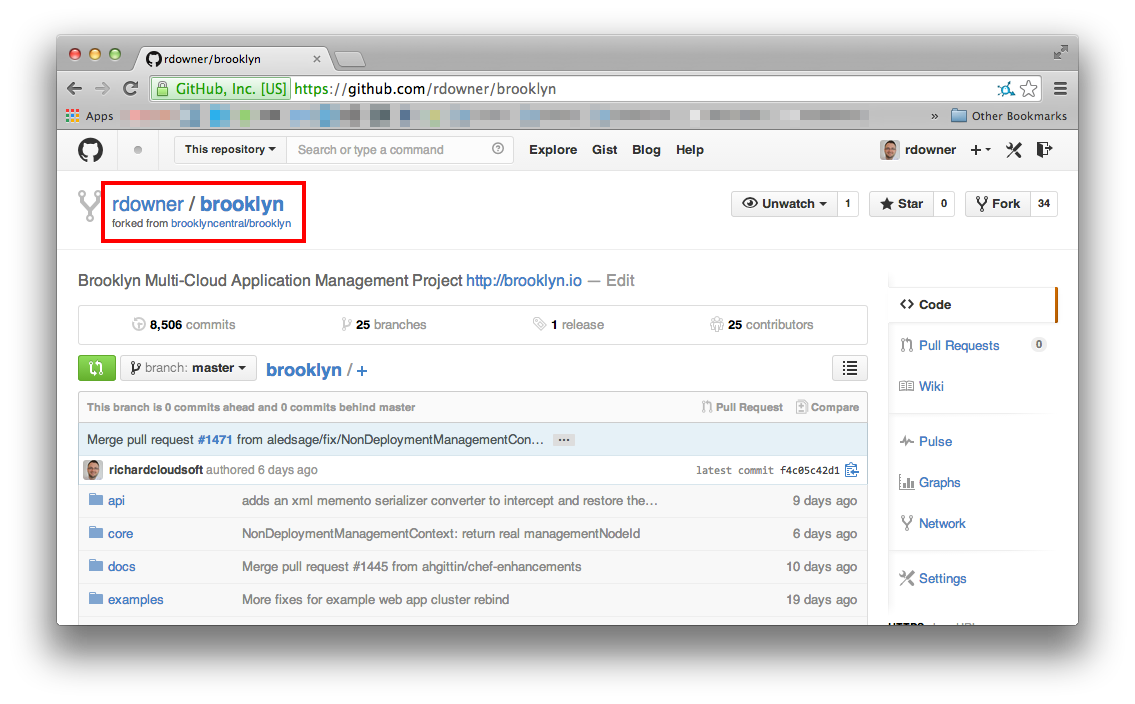 rdowner/brooklyn
GitHub, Inc. [US] https://github.com/rdowner/brooklyn
Apps » Other Bookmarks
This repository Search or type a command Explore Gist Blog Help rdowner
rdowner / brooklyn
forked from brooklyncentral/brooklyn
Unwatch 1 Star 0 Fork 34
Brooklyn Multi-Cloud Application Management Project http://brooklyn.io — Edit
8,506 commits 25 branches 1 release 25 contributors
branch: master brooklyn / +
This branch is 0 commits ahead and 0 commits behind master Pull Request Compare
Merge pull request #1471 from aledsage/fix/NonDeploymentManagementCon… ...
richardcloudsoft authored 6 days ago latest commit f4c05c42d1
api adds an xml memento serializer converter to intercept and restore the… 9 days ago
core NonDeploymentManagementContext: return real managementNodeId 6 days ago
docs Merge pull request #1445 from ahgittin/chef-enhancements 10 days ago
examples More fixes for example web app cluster rebind 19 days ago
Code
Pull Requests 0
Wiki
Pulse
Graphs
Network
Settings